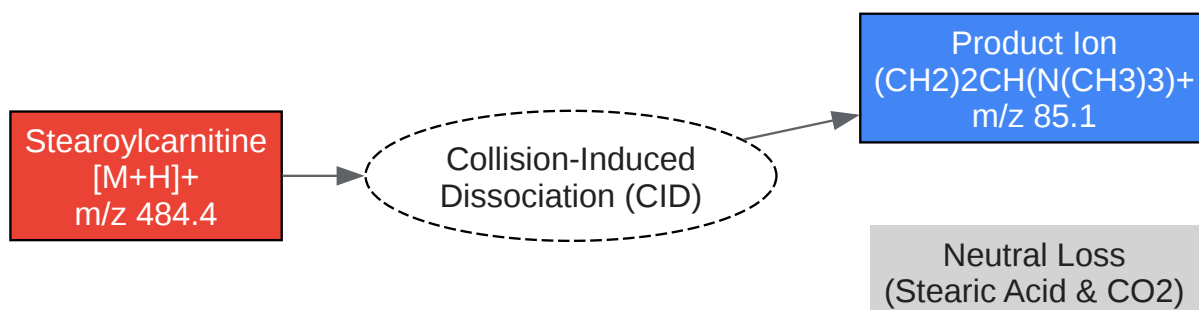 Stearoylcarnitine
[M+H]+
m/z 484.4
Collision-Induced
Dissociation (CID)
Product Ion
(CH2)2CH(N(CH3)3)+
m/z 85.1
Neutral Loss
(Stearic Acid & CO2)